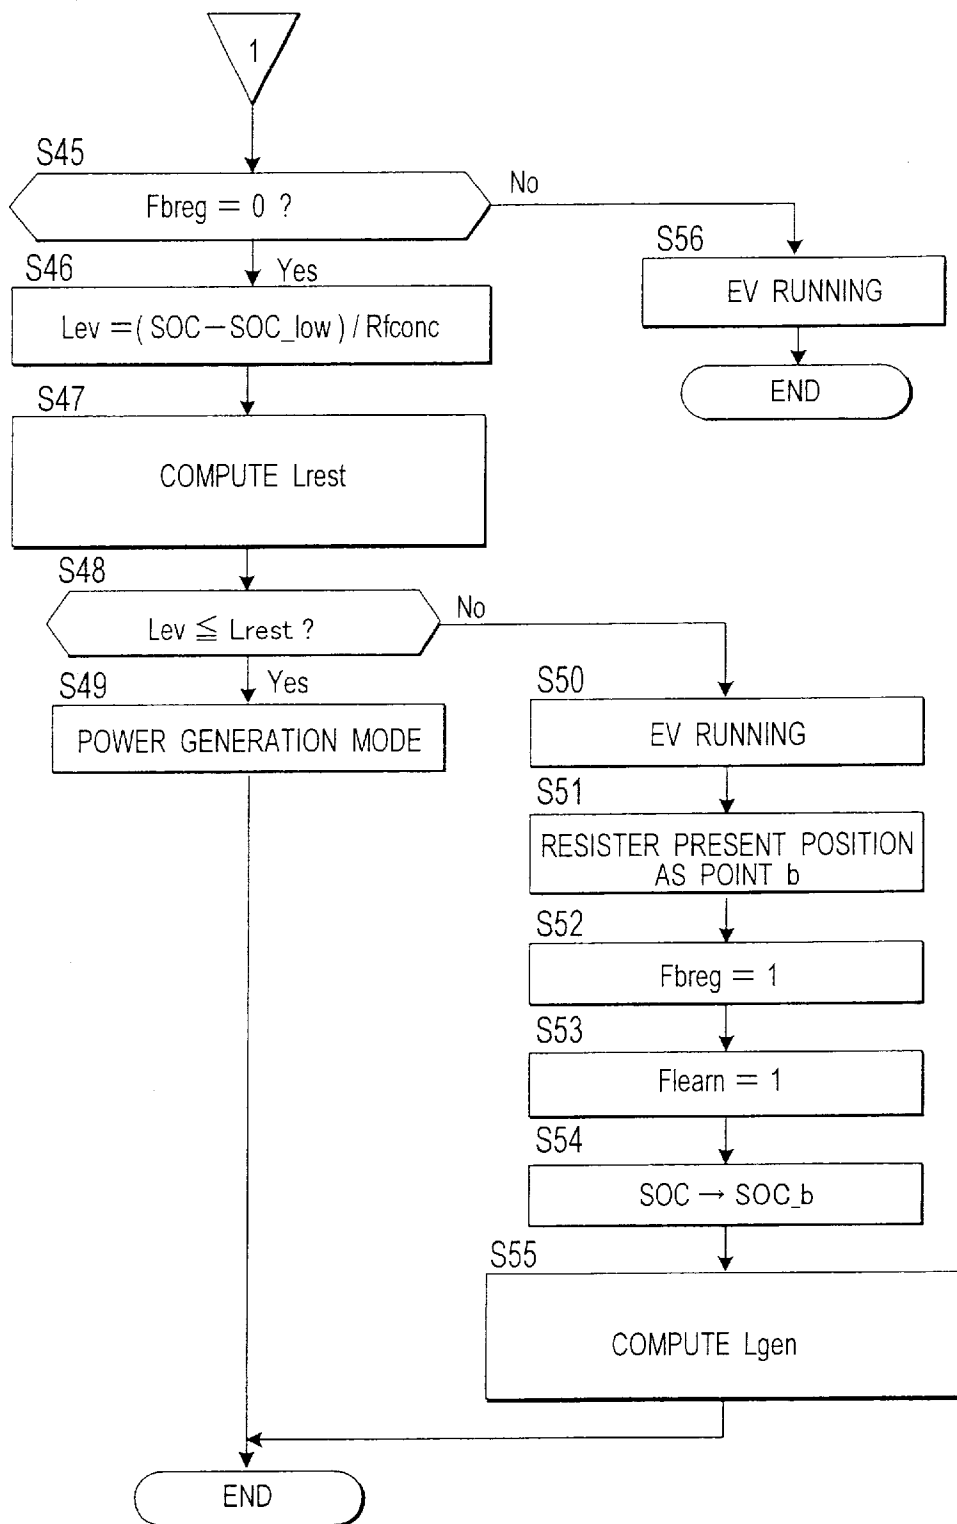 1
S45
Fbreg = 0 ?
No
Yes
S56
EV RUNNING
END
S46
Lev = ( SOC − SOC_low ) / Rfconc
S47
COMPUTE Lrest
S48
Lev ≦ Lrest ?
No
Yes
S49
POWER GENERATION MODE
S50
EV RUNNING
S51
RESISTER PRESENT POSITION
AS POINT b
S52
Fbreg = 1
S53
Flearn = 1
S54
SOC → SOC_b
S55
COMPUTE Lgen
END